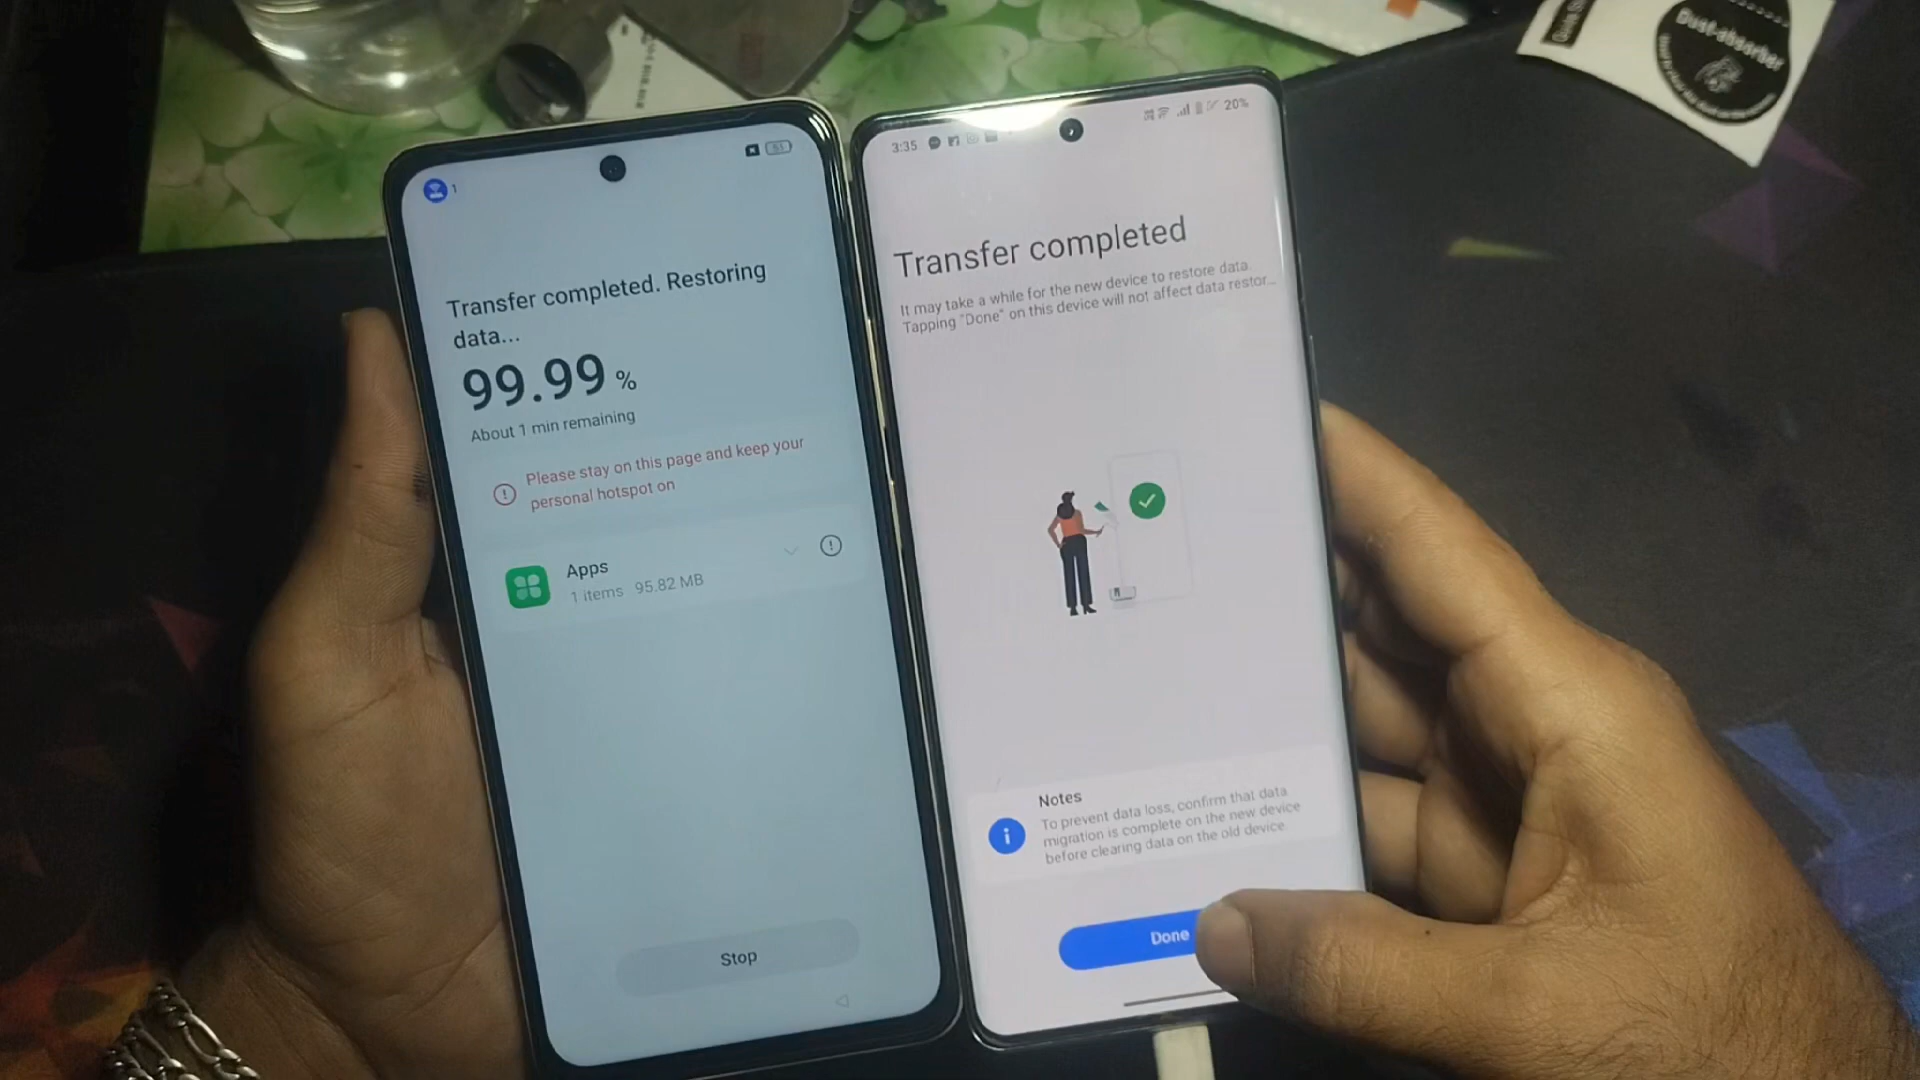 1
51
Transfer completed. Restoring
data...
99.99 %
About 1 min remaining
Please stay on this page and keep your
personal hotspot on
Apps
1 items 95.82 MB
Stop
3:35
20%
Transfer completed
It may take a while for the new device to restore data.
Tapping "Done" on this device will not affect data restor...
Notes
To prevent data loss, confirm that data
migration is complete on the new device
before clearing data on the old device
Done
Dust-absorber